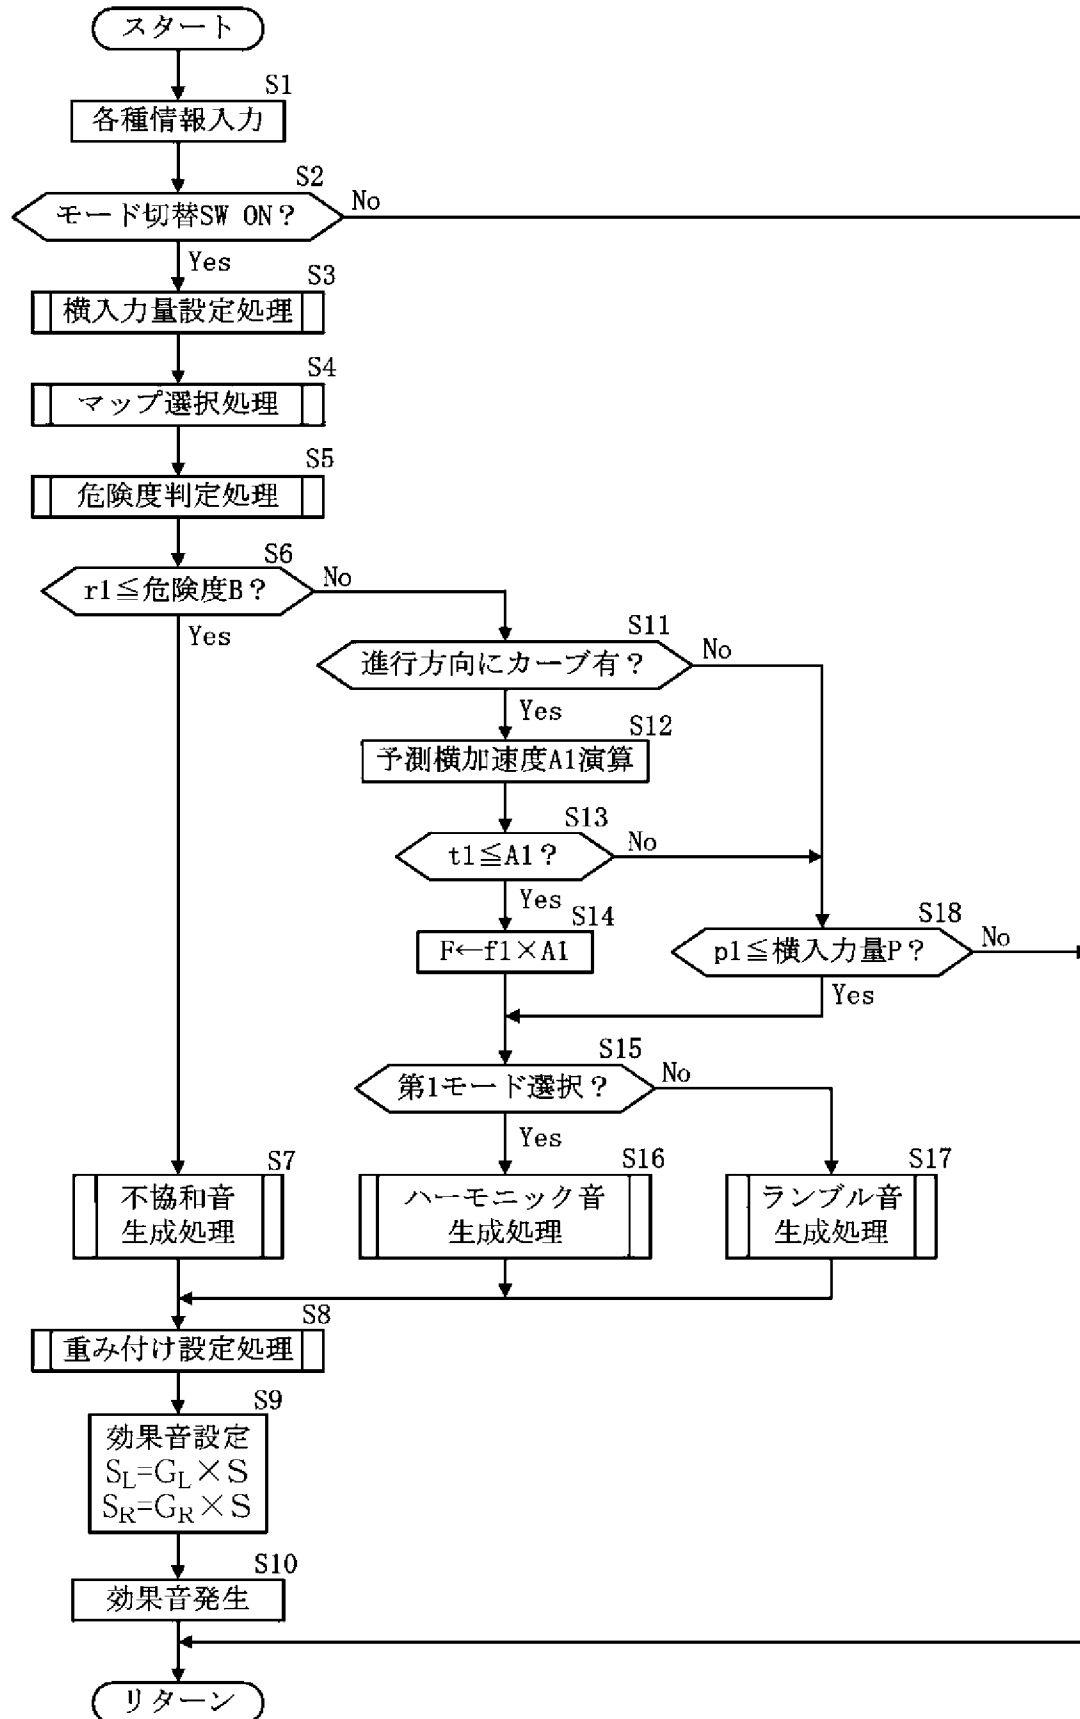 スタート
S1
各種情報入力
S2
モード切替SW ON？
No
Yes
S3
横入力量設定処理
S4
マップ選択処理
S5
危険度判定処理
S6
r1≦危険度B？
No
Yes
S11
進行方向にカーブ有？
No
Yes
S12
予測横加速度A1演算
S13
t1≦A1？
No
Yes
S14
F←f1×A1
S18
p1≦横入力量P？
No
Yes
S15
第1モード選択？
No
Yes
S7
不協和音
生成処理
S16
ハーモニック音
生成処理
S17
ランブル音
生成処理
S8
重み付け設定処理
S9
効果音設定
S_L=G_L×S
S_R=G_R×S
S10
効果音発生
リターン